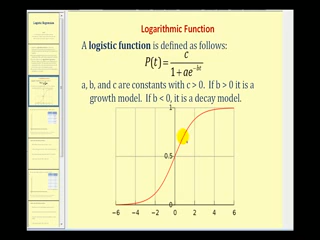 Logarithmic Function
A logistic function is defined as follows:
P(t) = c / 1 + ae^-bt
a, b, and c are constants with c > 0. If b > 0 it is a
growth model. If b < 0, it is a decay model.
1
0.5
0
−6 −4 −2 0 2 4 6